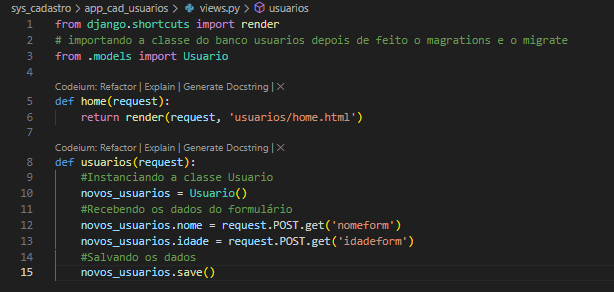 sys_cadastro > app_cad_usuarios > views.py > usuarios
1 from django.shortcuts import render
2 # importando a classe do banco usuarios depois de feito o magrations e o migrate
3 from .models import Usuario
4
Codeium: Refactor | Explain | Generate Docstring | ×
5 def home(request):
6     return render(request, 'usuarios/home.html')
7
Codeium: Refactor | Explain | Generate Docstring | ×
8 def usuarios(request):
9     #Instanciando a classe Usuario
10     novos_usuarios = Usuario()
11     #Recebendo os dados do formulário
12     novos_usuarios.nome = request.POST.get('nomeform')
13     novos_usuarios.idade = request.POST.get('idadeform')
14     #Salvando os dados
15     novos_usuarios.save()